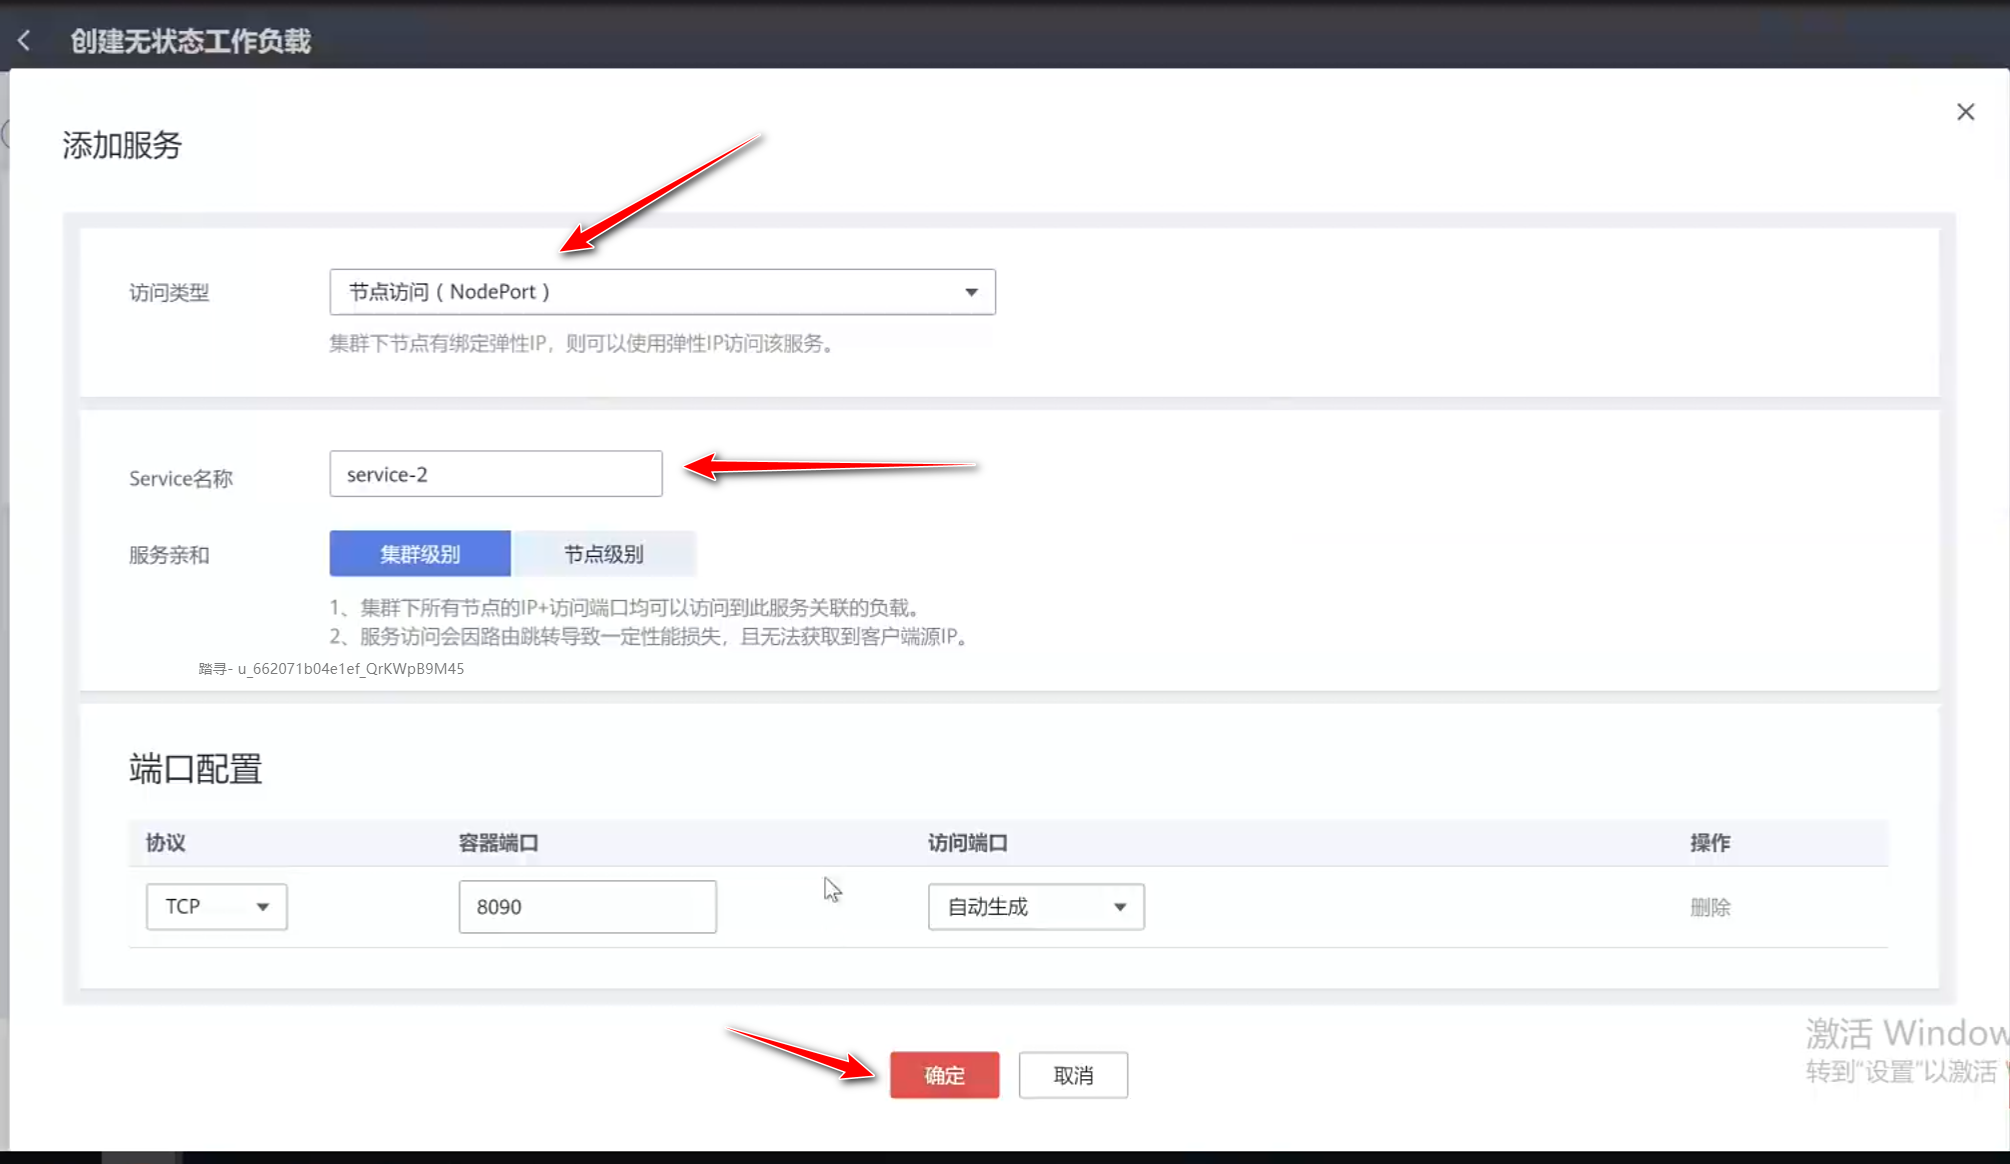 创建无状态工作负载
添加服务
访问类型
节点访问 ( NodePort )
集群下节点有绑定弹性IP，则可以使用弹性IP访问该服务。
Service名称
service-2
服务亲和
集群级别 节点级别
1、集群下所有节点的IP+访问端口均可以访问到此服务关联的负载。
2、服务访问会因路由跳转导致一定性能损失，且无法获取到客户端源IP。
踏寻- u_662071b04e1ef_QrKWpB9M45
端口配置
协议 容器端口 访问端口 操作
TCP 8090 自动生成 删除
确定 取消
激活 Window
转到"设置"以激活